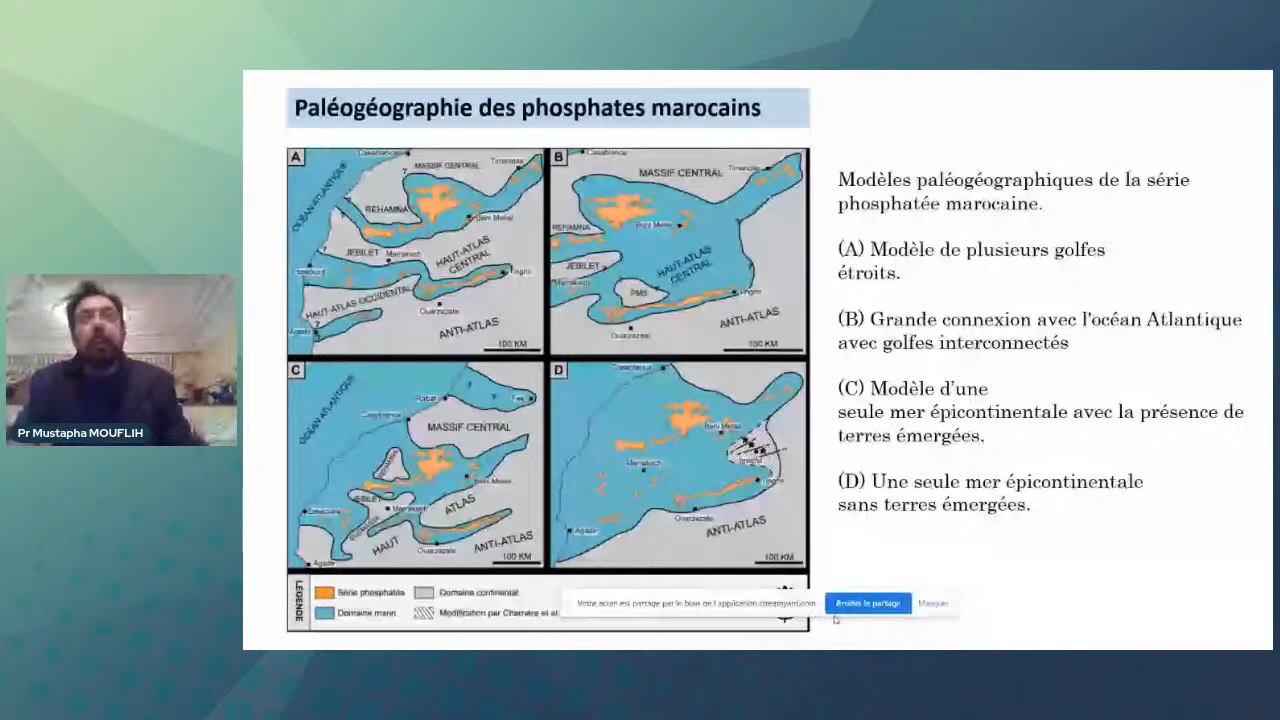 Paléogéographie des phosphates marocains
A
Casablanca
MASSIF CENTRAL
Timahdite
OCÉAN ATLANTIQUE
?
REHAMNA
Beni Mellal
JEBILET
Marrakech
HAUT-ATLAS
CENTRAL
Essaouira
Tinghir
HAUT-ATLAS OCCIDENTAL
Ouarzazate
ANTI-ATLAS
Agadir
?
100 KM
B
Casablanca
MASSIF CENTRAL
Timahdite
REHAMNA
Beni Mellal
JEBILET
HAUT-ATLAS
CENTRAL
Marrakech
PMB
Tinghir
ANTI-ATLAS
Ouarzazate
100 KM
C
OCÉAN ATLANTIQUE
Rabat
Fes
Casablanca
MASSIF CENTRAL
Beni Mellal
JEBILET
Essaouira
Marrakech
ATLAS
HAUT
Ouarzazate
ANTI-ATLAS
Agadir
100 KM
D
Casablanca
Beni Mellal
Marrakech
Imilchil
Tinghir
Ouarzazate
Agadir
ANTI-ATLAS
100 KM
LÉGENDE
Série phosphatée
Domaine continental
Domaine marin
Modification par Charrière et al
Modèles paléogéographiques de la série
phosphatée marocaine.
(A) Modèle de plusieurs golfes
étroits.
(B) Grande connexion avec l'océan Atlantique
avec golfes interconnectés
(C) Modèle d'une
seule mer épicontinentale avec la présence de
terres émergées.
(D) Une seule mer épicontinentale
sans terres émergées.
Votre écran est partagé par le biais de l'application streamyard.com.
Arrêter le partage
Masquer
Pr Mustapha MOUFLIH